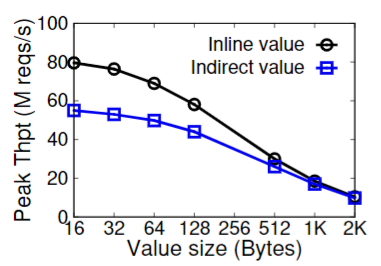 Peak Thpt (M reqs/s)
100
80
60
40
20
0
Inline value
Indirect value
16 32 64 128 256 512 1K 2K
Value size (Bytes)